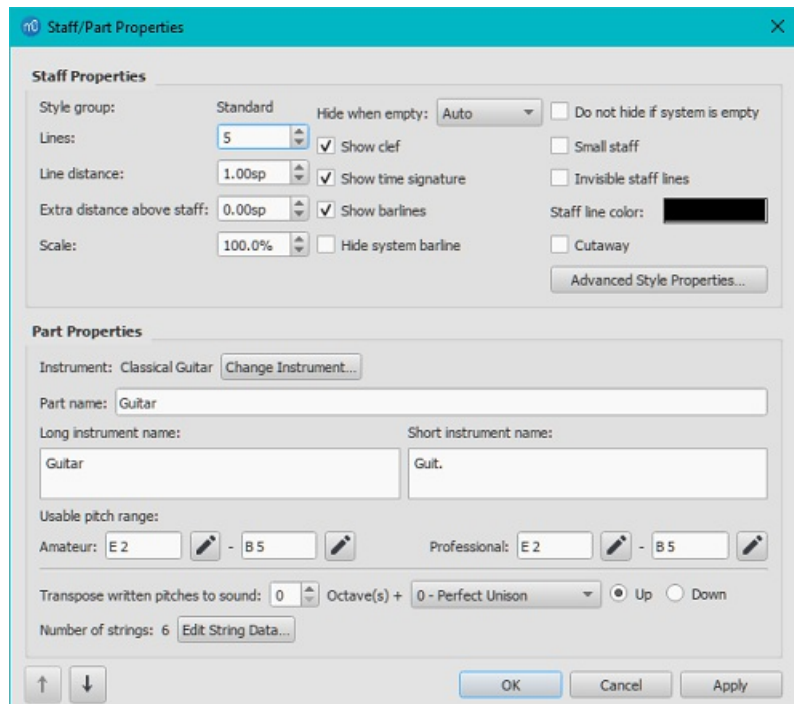 Staff/Part Properties
Staff Properties
Style group: Standard Hide when empty: Auto Do not hide if system is empty
Lines: 5 Show clef Small staff
Line distance: 1.00sp Show time signature Invisible staff lines
Extra distance above staff: 0.00sp Show barlines Staff line color:
Scale: 100.0% Hide system barline Cutaway
Advanced Style Properties...
Part Properties
Instrument: Classical Guitar Change Instrument...
Part name: Guitar
Long instrument name: Short instrument name:
Guitar Guit.
Usable pitch range:
Amateur: E 2 - B 5 Professional: E 2 - B 5
Transpose written pitches to sound: 0 Octave(s) + 0 - Perfect Unison Up Down
Number of strings: 6 Edit String Data...
OK Cancel Apply